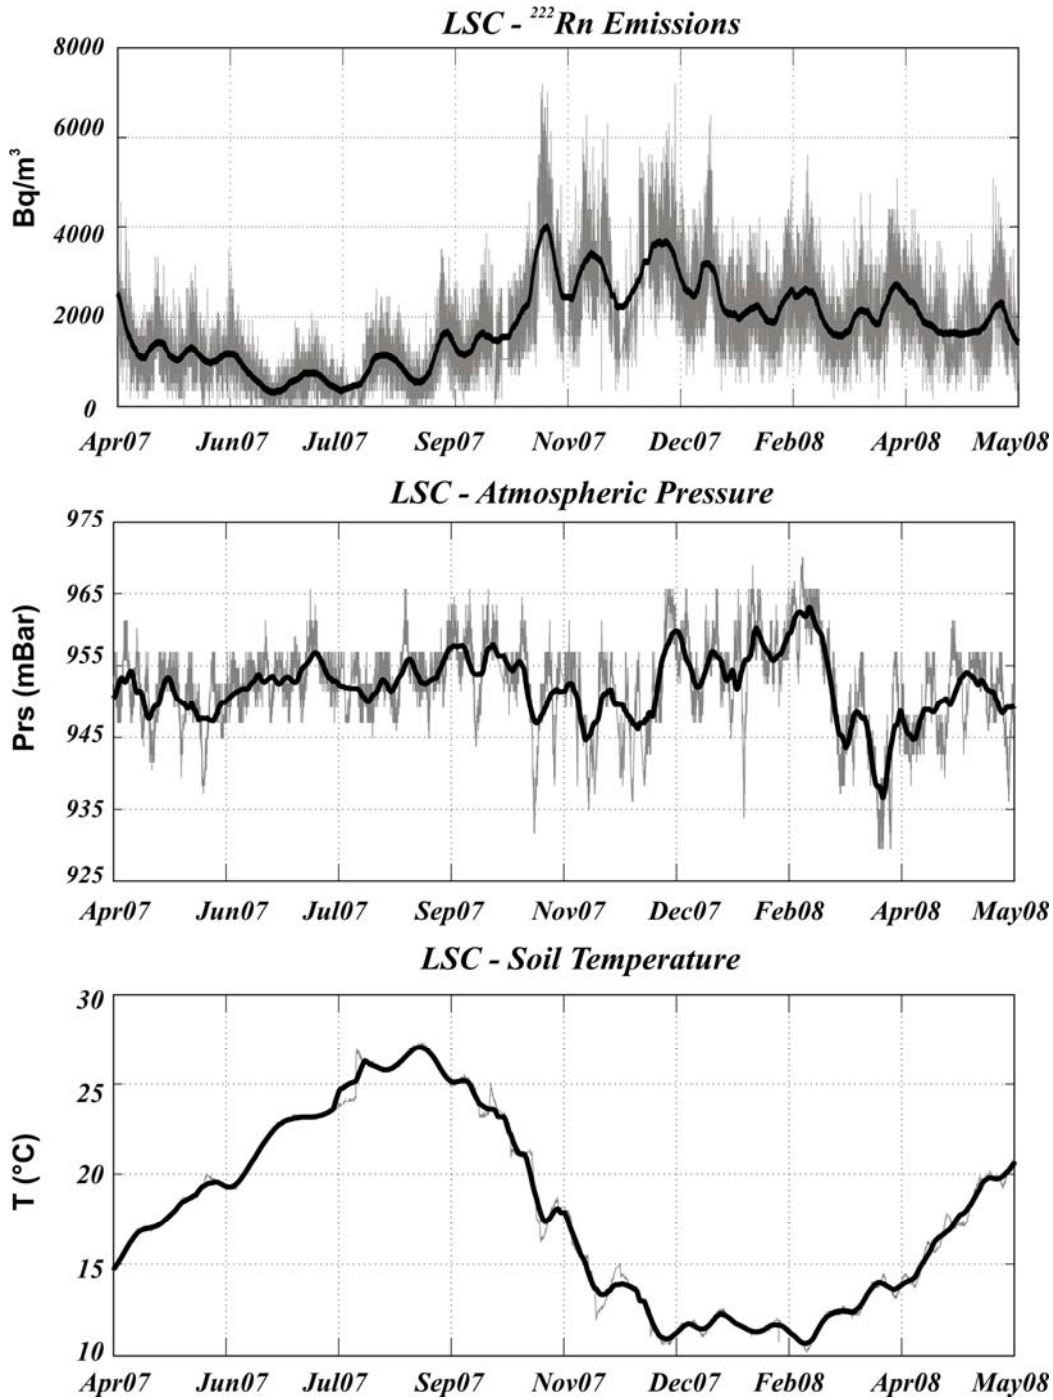 LSC - ²²²Rn Emissions
Bq/m³
8000
6000
4000
2000
0
Apr07 Jun07 Jul07 Sep07 Nov07 Dec07 Feb08 Apr08 May08
LSC - Atmospheric Pressure
Prs (mBar)
975
965
955
945
935
925
Apr07 Jun07 Jul07 Sep07 Nov07 Dec07 Feb08 Apr08 May08
LSC - Soil Temperature
T (°C)
30
25
20
15
10
Apr07 Jun07 Jul07 Sep07 Nov07 Dec07 Feb08 Apr08 May08